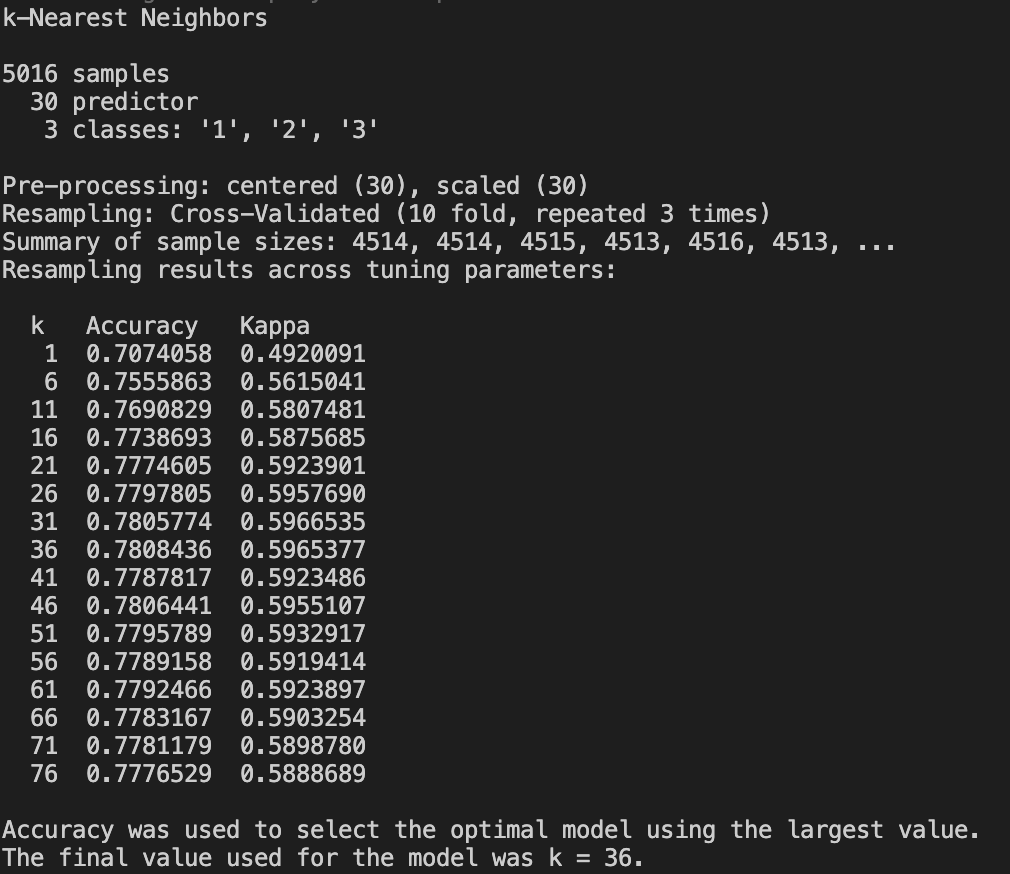 k-Nearest Neighbors
5016 samples
30 predictor
3 classes: '1', '2', '3'
Pre-processing: centered (30), scaled (30)
Resampling: Cross-Validated (10 fold, repeated 3 times)
Summary of sample sizes: 4514, 4514, 4515, 4513, 4516, 4513, ...
Resampling results across tuning parameters:
k Accuracy Kappa
1 0.7074058 0.4920091
6 0.7555863 0.5615041
11 0.7690829 0.5807481
16 0.7738693 0.5875685
21 0.7774605 0.5923901
26 0.7797805 0.5957690
31 0.7805774 0.5966535
36 0.7808436 0.5965377
41 0.7787817 0.5923486
46 0.7806441 0.5955107
51 0.7795789 0.5932917
56 0.7789158 0.5919414
61 0.7792466 0.5923897
66 0.7783167 0.5903254
71 0.7781179 0.5898780
76 0.7776529 0.5888689
Accuracy was used to select the optimal model using the largest value.
The final value used for the model was k = 36.